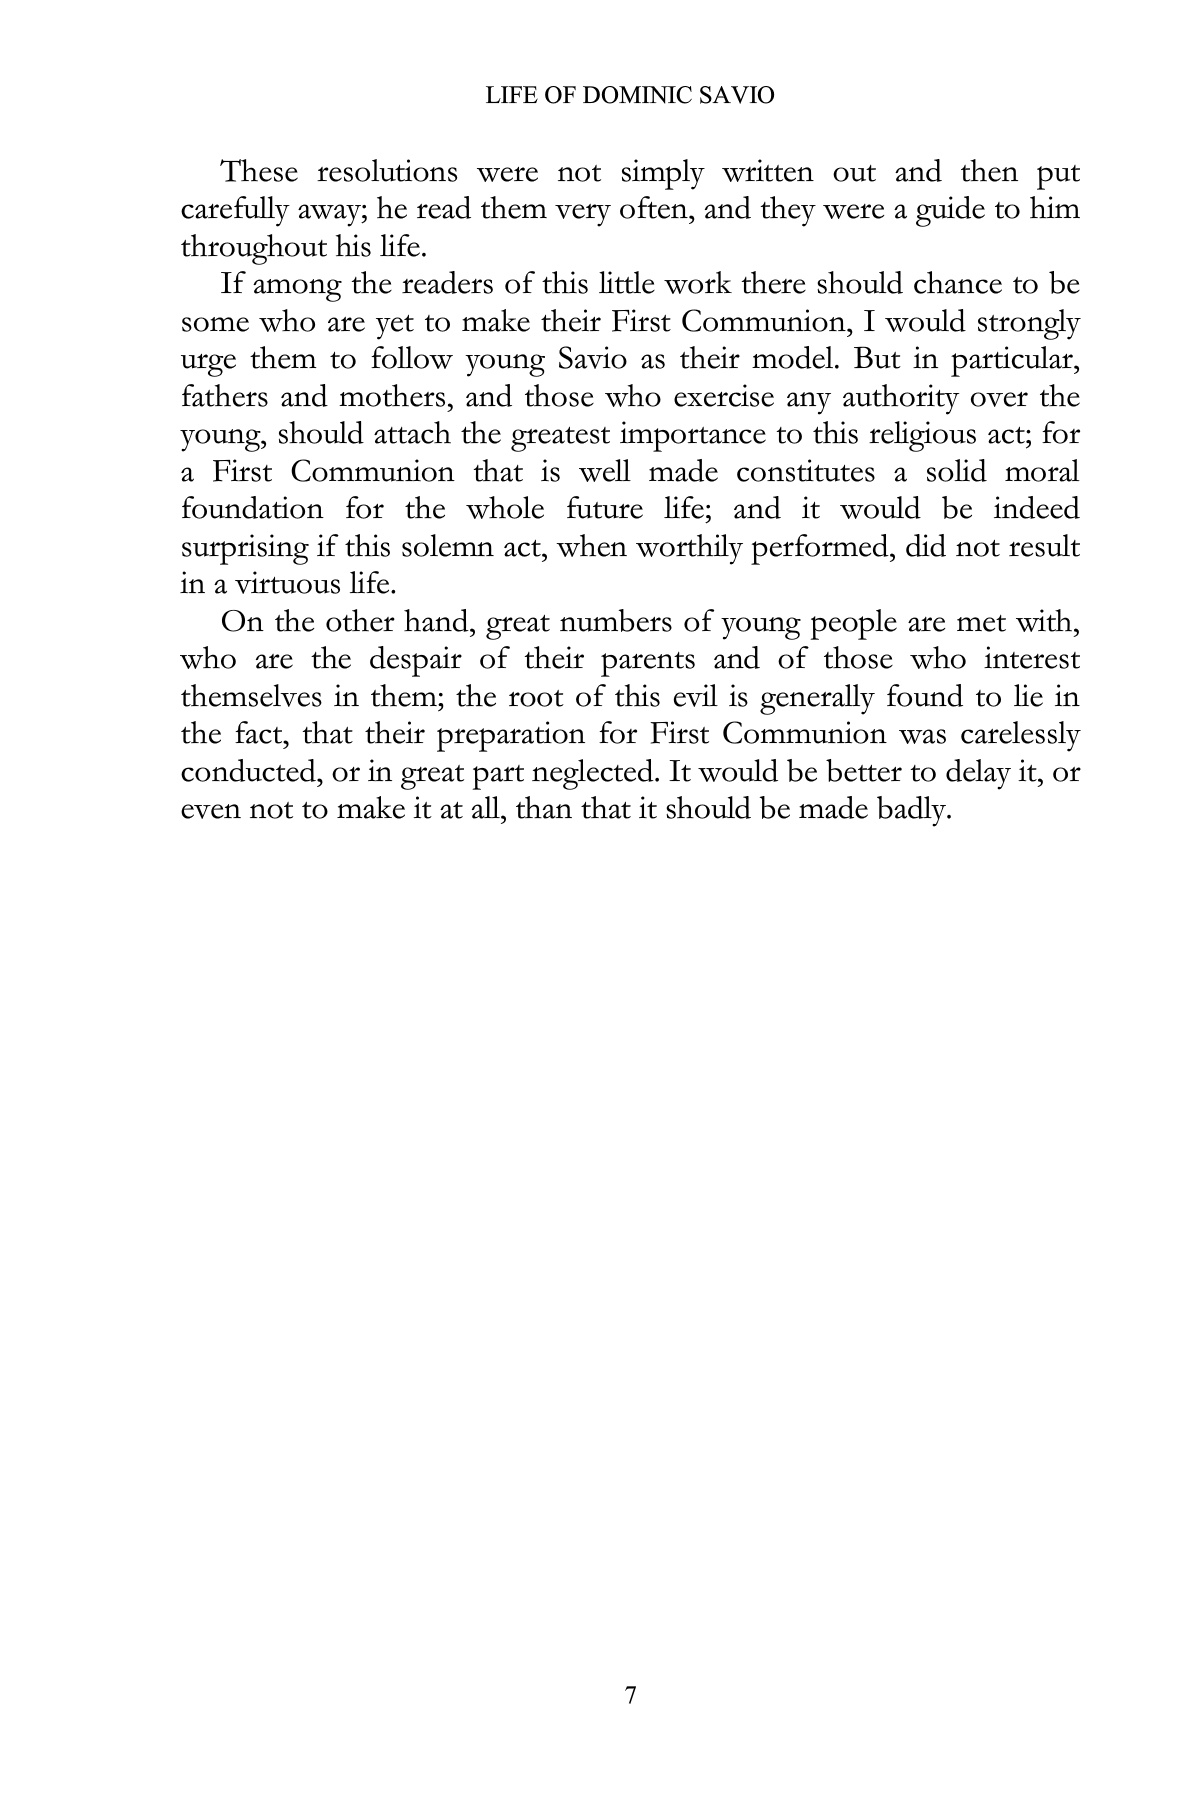 LIFE OF DOMINIC SAVIO
These resolutions were not simply written out and then put
carefully away; he read them very often, and they were a guide to him
throughout his life.
If among the readers of this little work there should chance to be
some who are yet to make their First Communion, I would strongly
urge them to follow young Savio as their model. But in particular,
fathers and mothers, and those who exercise any authority over the
young, should attach the greatest importance to this religious act; for
a First Communion that is well made constitutes a solid moral
foundation for the whole future life; and it would be indeed
surprising if this solemn act, when worthily performed, did not result
in a virtuous life.
On the other hand, great numbers of young people are met with,
who are the despair of their parents and of those who interest
themselves in them; the root of this evil is generally found to lie in
the fact, that their preparation for First Communion was carelessly
conducted, or in great part neglected. It would be better to delay it, or
even not to make it at all, than that it should be made badly.
7